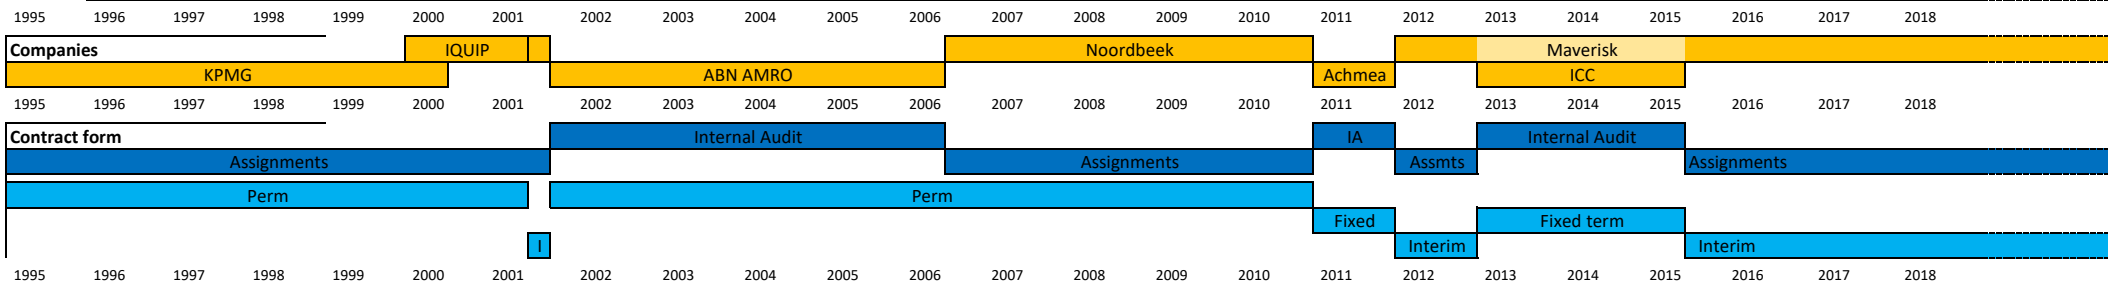 1995 1996 1997 1998 1999 2000 2001 2002 2003 2004 2005 2006 2007 2008 2009 2010 2011 2012 2013 2014 2015 2016 2017 2018
Companies IQUIP Noordbeek Maverisk
KPMG ABN AMRO Achmea ICC
1995 1996 1997 1998 1999 2000 2001 2002 2003 2004 2005 2006 2007 2008 2009 2010 2011 2012 2013 2014 2015 2016 2017 2018
Contract form Internal Audit IA Internal Audit
Assignments Assignments Assmts Assignments
Perm Perm
Fixed Fixed term
I Interim Interim
1995 1996 1997 1998 1999 2000 2001 2002 2003 2004 2005 2006 2007 2008 2009 2010 2011 2012 2013 2014 2015 2016 2017 2018